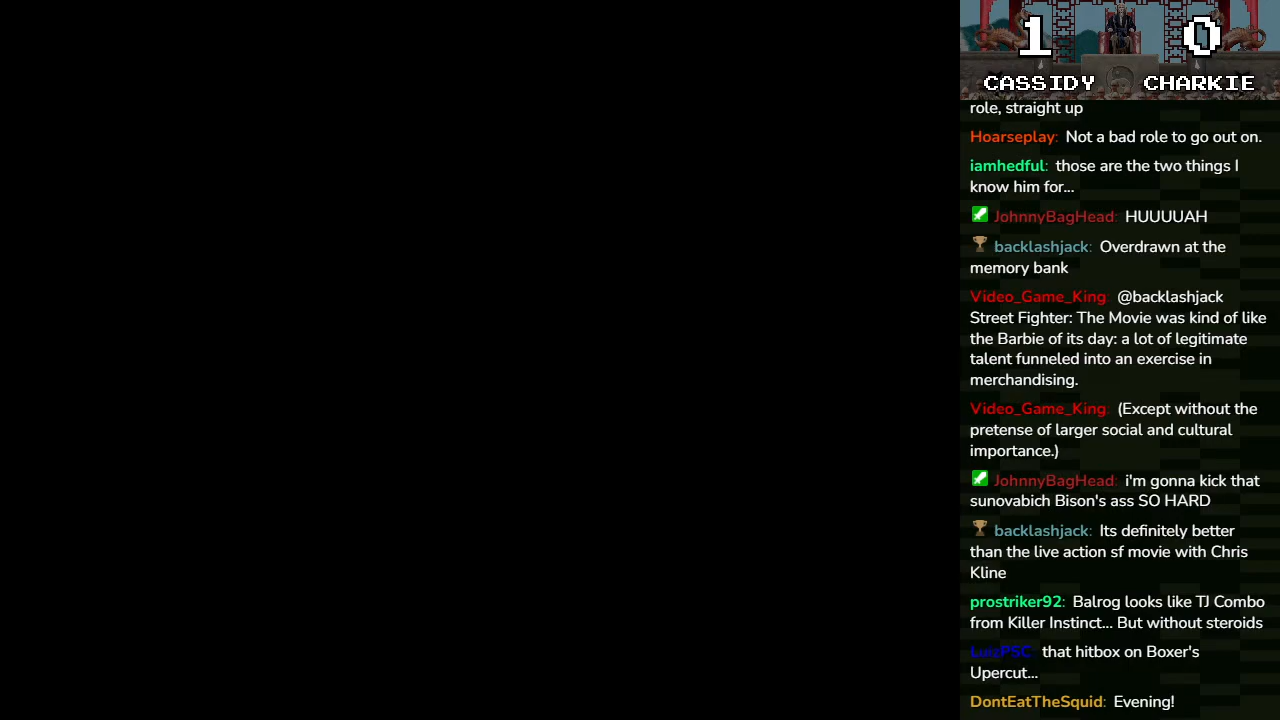 1 0
CASSIDY CHARKIE
role, straight up
Hoarseplay: Not a bad role to go out on.
iamhedful: those are the two things I
know him for...
JohnnyBagHead: HUUUUAH
backlashjack: Overdrawn at the
memory bank
Video_Game_King: @backlashjack
Street Fighter: The Movie was kind of like
the Barbie of its day: a lot of legitimate
talent funneled into an exercise in
merchandising.
Video_Game_King: (Except without the
pretense of larger social and cultural
importance.)
JohnnyBagHead: i'm gonna kick that
sunovabich Bison's ass SO HARD
backlashjack: Its definitely better
than the live action sf movie with Chris
Kline
prostriker92: Balrog looks like TJ Combo
from Killer Instinct... But without steroids
LuizPSC: that hitbox on Boxer's
Upercut...
DontEatTheSquid: Evening!